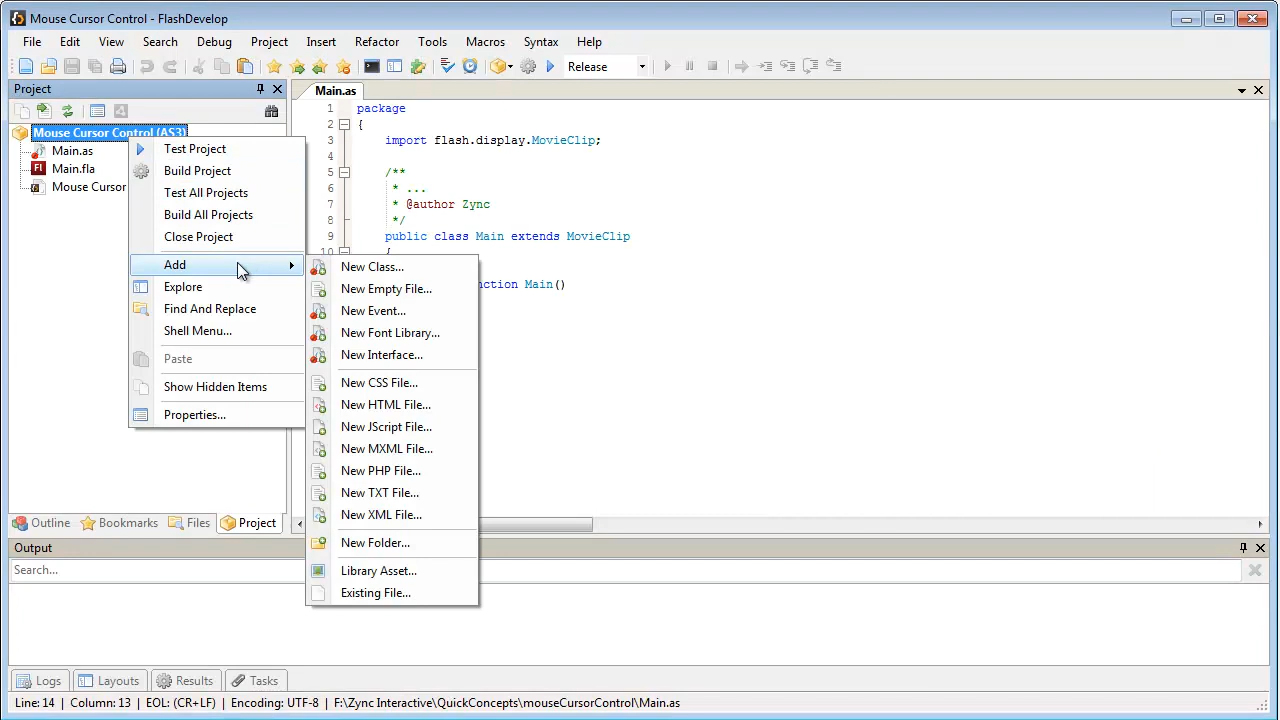 Mouse Cursor Control - FlashDevelop
File Edit View Search Debug Project Insert Refactor Tools Macros Syntax Help
Release
Project
Mouse Cursor Control (AS3)
Main.as
Main.fla
Mouse Cursor
Test Project
Build Project
Test All Projects
Build All Projects
Close Project
Add
Explore
Find And Replace
Shell Menu...
Paste
Show Hidden Items
Properties...
New Class...
New Empty File...
New Event...
New Font Library...
New Interface...
New CSS File...
New HTML File...
New JScript File...
New MXML File...
New PHP File...
New TXT File...
New XML File...
New Folder...
Library Asset...
Existing File...
Main.as
1 package
2 {
3 import flash.display.MovieClip;
4
5 /**
6 * ...
7 * @author Zync
8 */
9 public class Main extends MovieClip
10 {
nction Main()
Outline Bookmarks Files Project
Output
Search...
Logs Layouts Results Tasks
Line: 14 | Column: 13 | EOL: (CR+LF) | Encoding: UTF-8 | F:\Zync Interactive\QuickConcepts\mouseCursorControl\Main.as